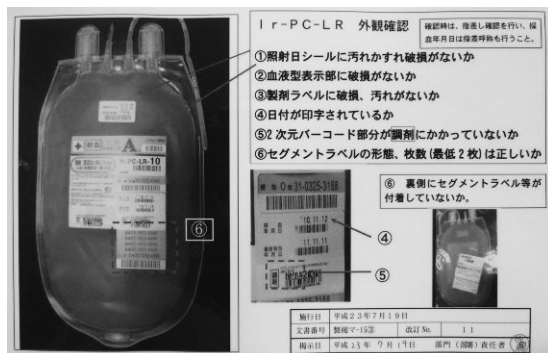 Ir-PC-LR 外観確認
確認時は、指差し確認を行い、採
血年月日は指差呼称も行うこと。
①照射日シールに汚れかすれ破損がないか
②血液型表示部に破損がないか
③製剤ラベルに破損、汚れがないか
④日付が印字されているか
⑤2次元バーコード部分が調剤にかかっていないか
⑥セグメントラベルの形態、枚数(最低2枚)は正しいか
A
PC-LR-10
⑥
31-0325-3188
'10.11.12
11.11.11
④
⑤
調剤
⑥ 裏側にセグメントラベル等が
付着していないか。
施行日 平成23年7月19日
文書番号 改訂No. 11
掲示日 平成23年7月19日 部門(部署)責任者